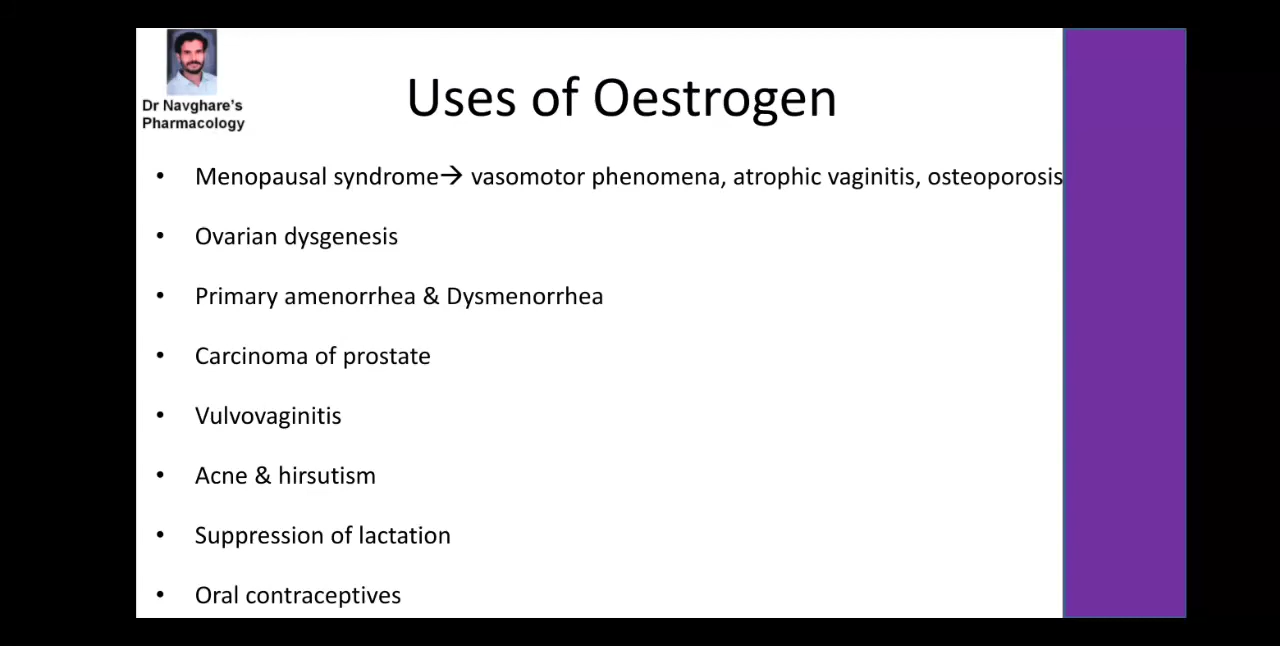 Dr Navghare's
Pharmacology
Uses of Oestrogen
• Menopausal syndrome→ vasomotor phenomena, atrophic vaginitis, osteoporosis
• Ovarian dysgenesis
• Primary amenorrhea & Dysmenorrhea
• Carcinoma of prostate
• Vulvovaginitis
• Acne & hirsutism
• Suppression of lactation
• Oral contraceptives